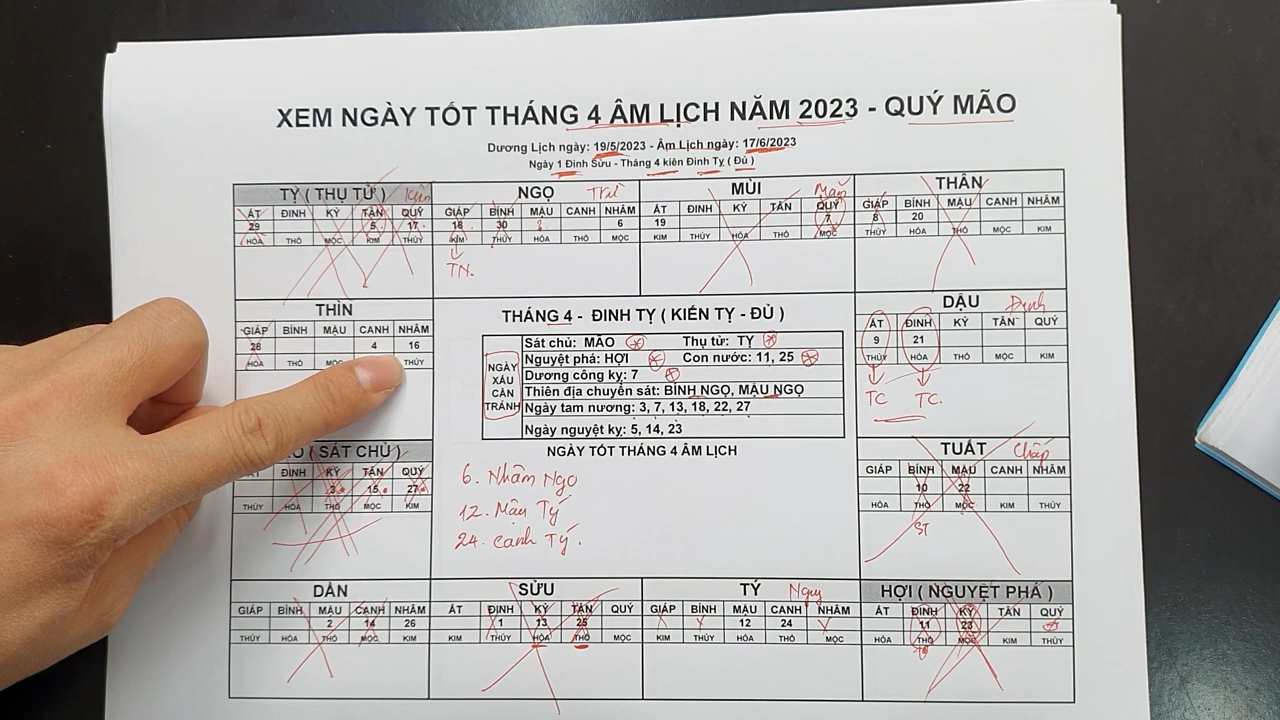 XEM NGÀY TỐT THÁNG 4 ÂM LỊCH NĂM 2023 - QUÝ MÃO
Dương Lịch ngày: 19/5/2023 - Âm Lịch ngày: 17/6/2023
Ngày 1 Đinh Sửu - Tháng 4 kiên Đinh Tỵ ( Đủ )
TỴ ( THỤ TỬ )
ẤT ĐINH KỶ TÂN QUÝ
29 5 17
HỎA THỔ MỘC KIM THỦY
NGỌ Trừ
GIÁP BÍNH MẬU CANH NHÂM
18 30 6
KIM THỦY HỎA THỔ MỘC
TN.
MÙI Mãn
ẤT ĐINH KỶ TÂN QUÝ
19 7
KIM THỦY HỎA THỔ MỘC
THÂN
GIÁP BÍNH MẬU CANH NHÂM
8 20
THỦY HỎA THỔ MỘC KIM
THÌN
GIÁP BÍNH MẬU CANH NHÂM
28 4 16
HỎA THỔ THỦY
THÁNG 4 - ĐINH TỴ ( KIẾN TỴ - ĐỦ )
NGÀY XẤU CẦN TRÁNH
Sát chủ: MÃO Thụ tử: TỴ
Nguyệt phá: HỢI Con nước: 11, 25
Dương công kỵ: 7
Thiên địa chuyển sát: BÍNH NGỌ, MẬU NGỌ
Ngày tam nương: 3, 7, 13, 18, 22, 27
Ngày nguyệt kỵ: 5, 14, 23
NGÀY TỐT THÁNG 4 ÂM LỊCH
6. Nhâm Ngọ
12. Mậu Tý
24. Canh Tý.
DẬU Định
ẤT ĐINH KỶ TÂN QUÝ
9 21
THỦY HỎA THỔ MỘC KIM
TC TC.
( SÁT CHỦ )
ĐINH KỶ TÂN QUÝ
3 15 27
THỦY HỎA THỔ MỘC KIM
TUẤT Chấp
GIÁP BÍNH MẬU CANH NHÂM
10 22
HỎA THỔ MỘC KIM THỦY
ST
DẦN
GIÁP BÍNH MẬU CANH NHÂM
2 14 26
THỦY HỎA THỔ MỘC KIM
SỬU
ẤT ĐINH KỶ TÂN QUÝ
1 13 25
KIM THỦY HỎA THỔ MỘC
TÝ Nguy
GIÁP BÍNH MẬU CANH NHÂM
12 24
KIM THỦY HỎA THỔ MỘC
HỢI ( NGUYỆT PHÁ )
ẤT ĐINH KỶ TÂN QUÝ
11 23
HỎA THỔ MỘC KIM THỦY